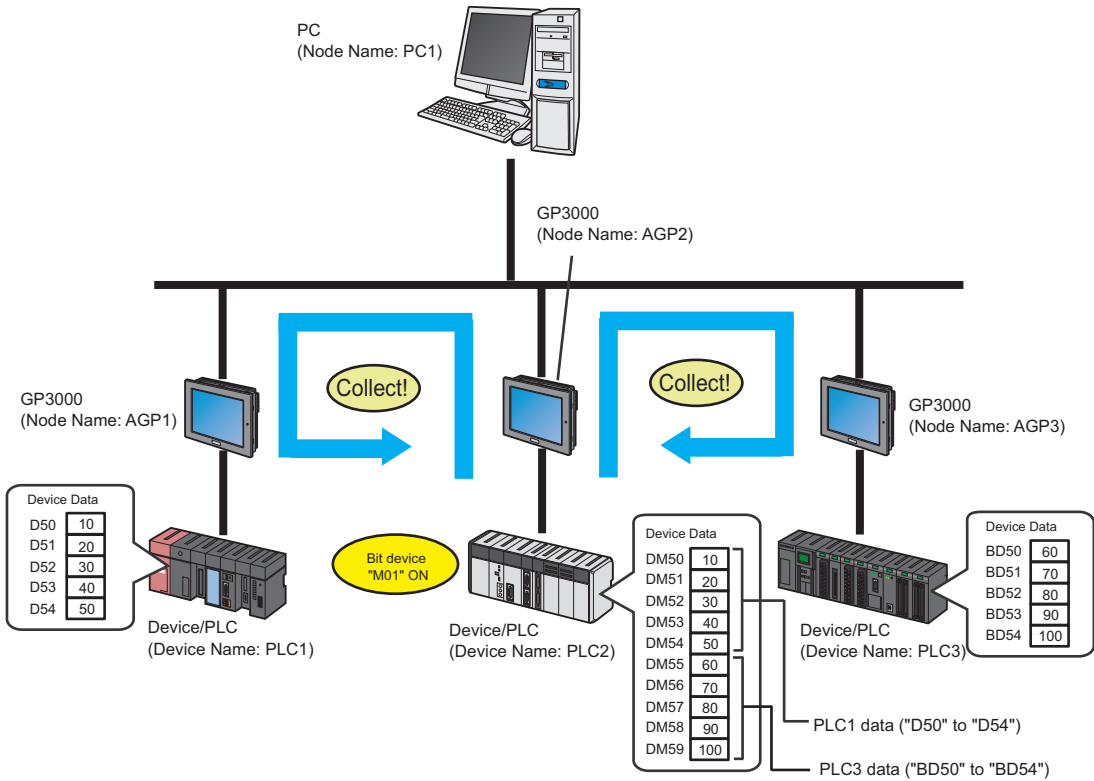 PC
(Node Name: PC1)
GP3000
(Node Name: AGP2)
Collect!
Collect!
GP3000
(Node Name: AGP1)
GP3000
(Node Name: AGP3)
Device Data
D50 10
D51 20
D52 30
D53 40
D54 50
Device/PLC
(Device Name: PLC1)
Bit device
"M01" ON
Device/PLC
(Device Name: PLC2)
Device Data
DM50 10
DM51 20
DM52 30
DM53 40
DM54 50
DM55 60
DM56 70
DM57 80
DM58 90
DM59 100
Device/PLC
(Device Name: PLC3)
Device Data
BD50 60
BD51 70
BD52 80
BD53 90
BD54 100
PLC1 data ("D50" to "D54")
PLC3 data ("BD50" to "BD54")